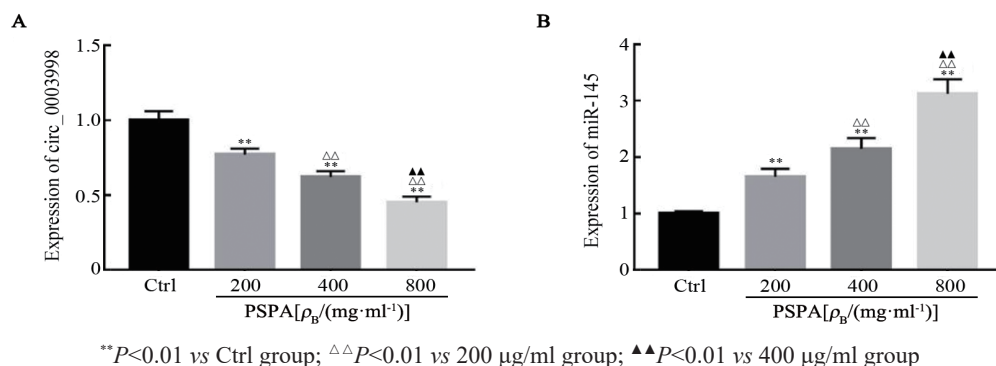 A
Expression of circ_0003998
1.5
1.0
0.5
0
**
△△
**
▲▲
△△
**
Ctrl 200 400 800
PSPA[ρB/(mg·ml-1)]
B
Expression of miR-145
4
3
2
1
0
**
△△
**
▲▲
△△
**
Ctrl 200 400 800
PSPA[ρB/(mg·ml-1)]
**P<0.01 vs Ctrl group; △△P<0.01 vs 200 μg/ml group; ▲▲P<0.01 vs 400 μg/ml group